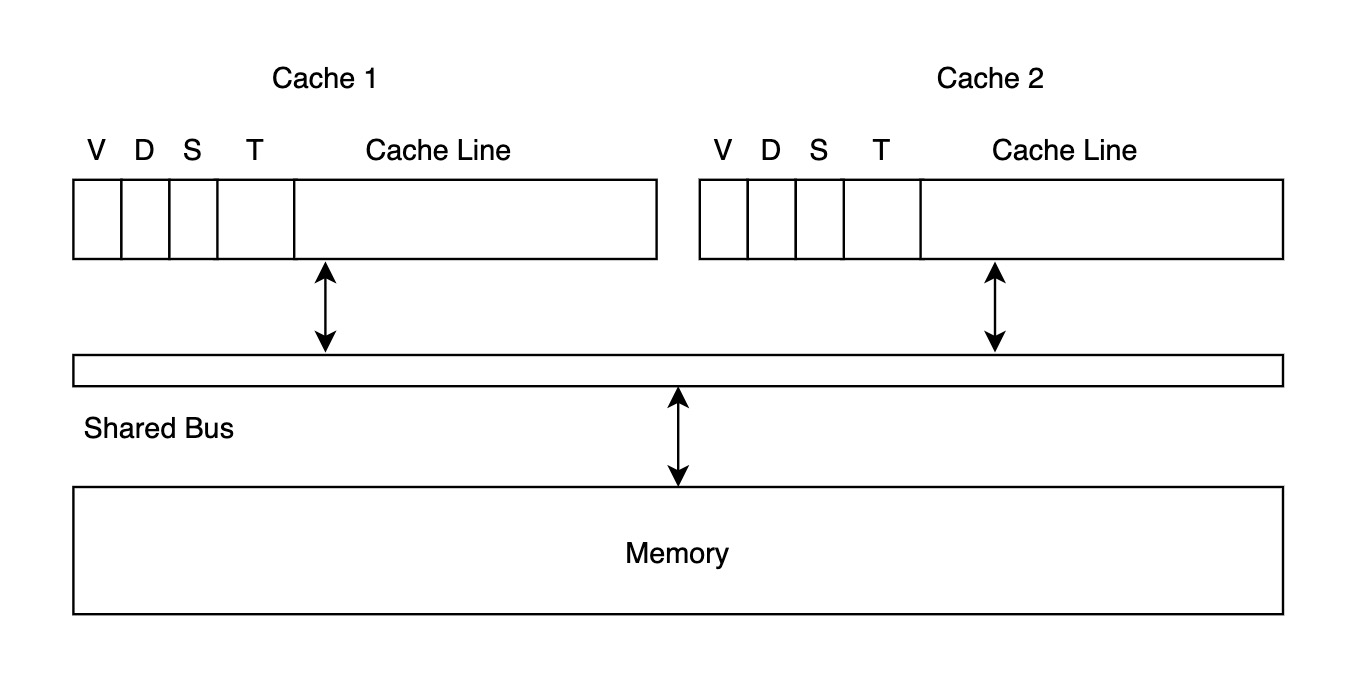 Cache 1
Cache 2
V D S T Cache Line
V D S T Cache Line
Shared Bus
Memory